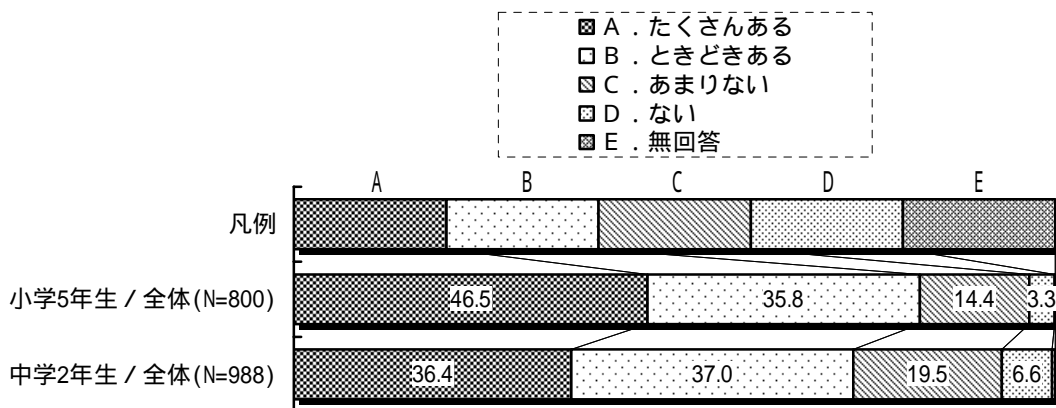 A．たくさんある
B．ときどきある
C．あまりない
D．ない
E．無回答
A B C D E
凡例
小学5年生／全体(N=800) 46.5 35.8 14.4 3.3
中学2年生／全体(N=988) 36.4 37.0 19.5 6.6